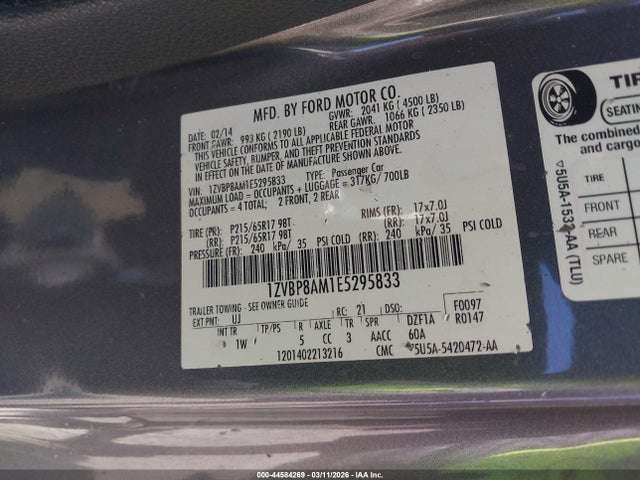 MFD. BY FORD MOTOR CO.
DATE: 02/14 GVWR: 2041 KG ( 4500 LB)
FRONT GAWR: 993 KG ( 2190 LB) REAR GAWR: 1066 KG ( 2350 LB)
THIS VEHICLE CONFORMS TO ALL APPLICABLE FEDERAL MOTOR
VEHICLE SAFETY, BUMPER, AND THEFT PREVENTION STANDARDS
IN EFFECT ON THE DATE OF MANUFACTURE SHOWN ABOVE.
VIN: 1ZVBP8AM1E5295833 TYPE: Passenger Car
MAXIMUM LOAD = OCCUPANTS + LUGGAGE = 317KG/ 700LB
OCCUPANTS = 4 TOTAL; 2 FRONT, 2 REAR
TIRE (FR): P215/65R17 98T RIMS (FR): 17x7.0J
(RR): P215/65R17 98T (RR): 17x7.0J
PRESSURE (FR): 240 kPa/ 35 PSI COLD (RR): 240 kPa/ 35 PSI COLD
1ZVBP8AM1E5295833
TRAILER TOWING - SEE OWNER GUIDE
EXT PNT: UJ RC: 21 DSO: F0097
INT TR TP/PS R AXLE TR SPR DZF1A R0147
1W 5 CC 3 AACC 60A
1201402213216 CMC ▽5U5A-5420472-AA
TIR
SEATING
The combined
and cargo
TIRE
FRONT
REAR
SPARE
000-44584269 - 03/11/2026 - IAA Inc.